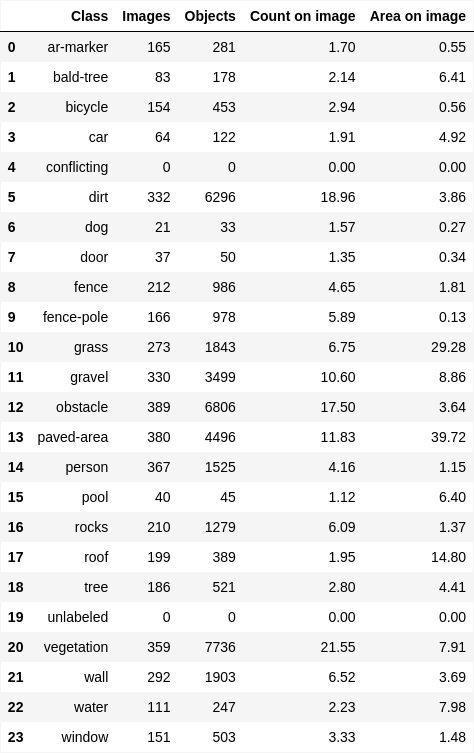 Class Images Objects Count on image Area on image
0 ar-marker 165 281 1.70 0.55
1 bald-tree 83 178 2.14 6.41
2 bicycle 154 453 2.94 0.56
3 car 64 122 1.91 4.92
4 conflicting 0 0 0.00 0.00
5 dirt 332 6296 18.96 3.86
6 dog 21 33 1.57 0.27
7 door 37 50 1.35 0.34
8 fence 212 986 4.65 1.81
9 fence-pole 166 978 5.89 0.13
10 grass 273 1843 6.75 29.28
11 gravel 330 3499 10.60 8.86
12 obstacle 389 6806 17.50 3.64
13 paved-area 380 4496 11.83 39.72
14 person 367 1525 4.16 1.15
15 pool 40 45 1.12 6.40
16 rocks 210 1279 6.09 1.37
17 roof 199 389 1.95 14.80
18 tree 186 521 2.80 4.41
19 unlabeled 0 0 0.00 0.00
20 vegetation 359 7736 21.55 7.91
21 wall 292 1903 6.52 3.69
22 water 111 247 2.23 7.98
23 window 151 503 3.33 1.48